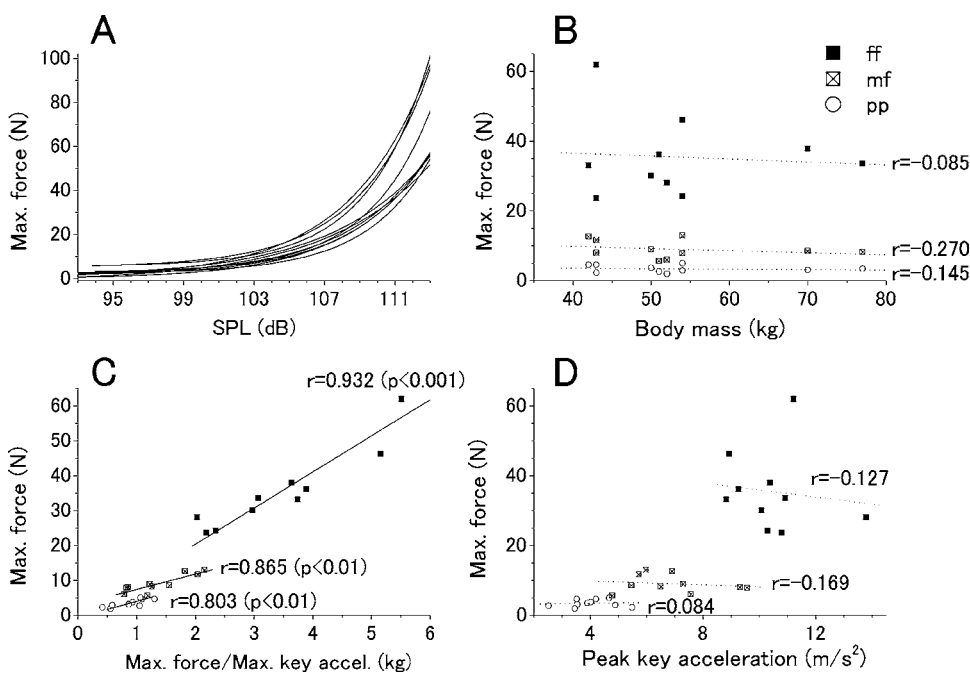 A
Max. force (N)
100
80
60
40
20
0
95
99
103
107
111
SPL (dB)
B
ff
mf
pp
Max. force (N)
60
40
20
0
r=-0.085
r=-0.270
r=-0.145
40
50
60
70
80
Body mass (kg)
C
r=0.932 (p<0.001)
Max. force (N)
60
50
40
30
20
10
0
r=0.865 (p<0.01)
r=0.803 (p<0.01)
0
1
2
3
4
5
6
Max. force/Max. key accel. (kg)
D
Max. force (N)
60
40
20
0
r=-0.127
r=-0.169
r=0.084
4
8
12
Peak key acceleration (m/s²)